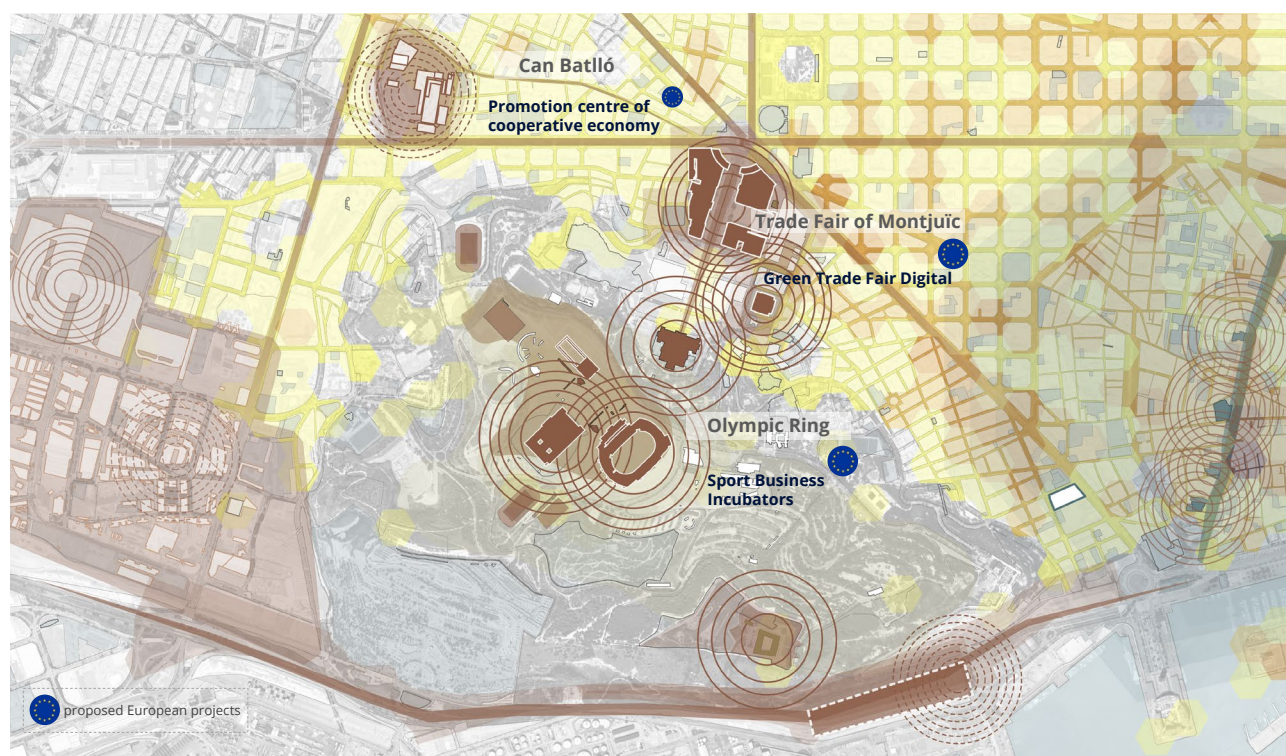 Can Batlló
Promotion centre of
cooperative economy
Trade Fair of Montjuïc
Green Trade Fair Digital
Olympic Ring
Sport Business
Incubators
proposed European projects